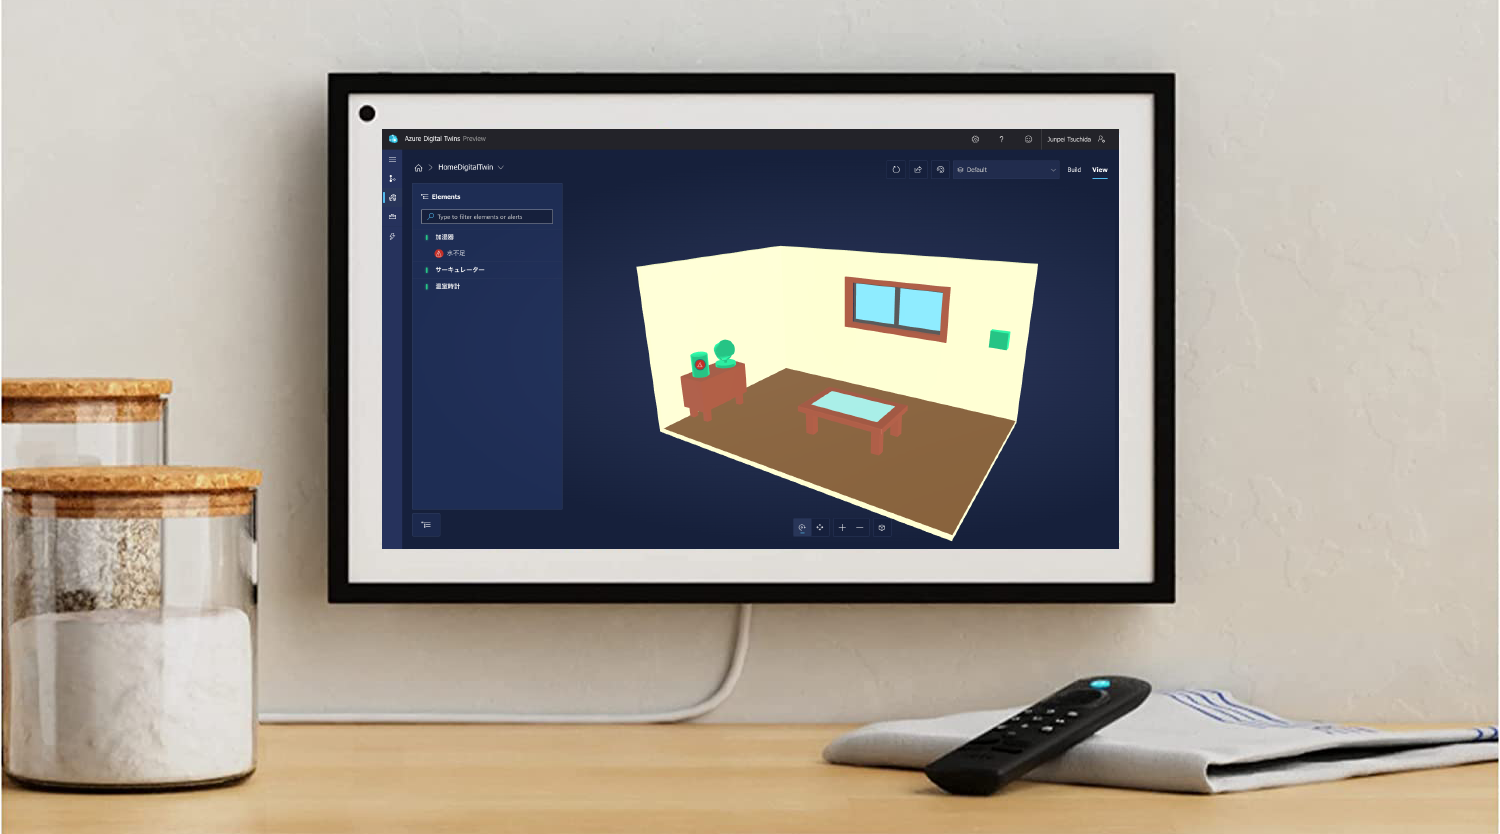 Azure Digital Twins Preview
?
Junpei Tsuchida
HomeDigitalTwin
Default
Build
View
Elements
Type to filter elements or alerts
加湿器
水不足
サーキュレーター
温室時計